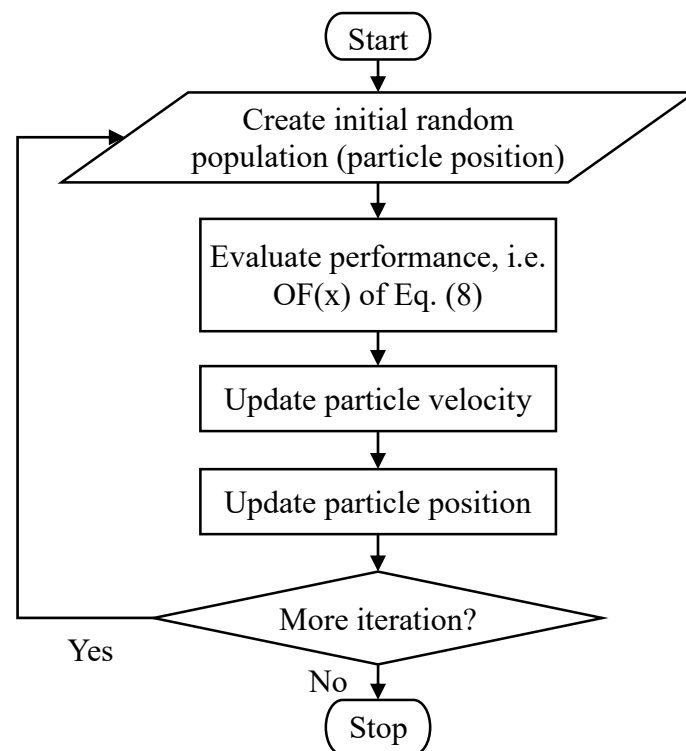 Start
Create initial random
population (particle position)
Evaluate performance, i.e.
OF(x) of Eq. (8)
Update particle velocity
Update particle position
More iteration?
Yes
No
Stop